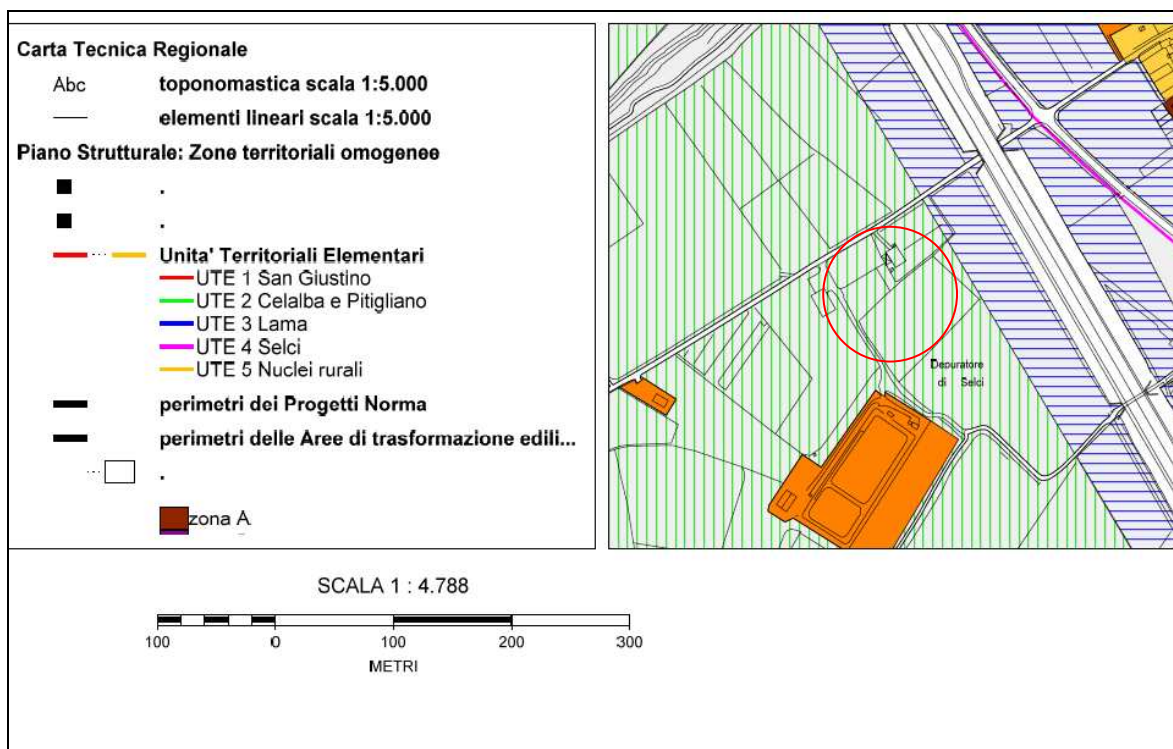 Carta Tecnica Regionale
Abc toponomastica scala 1:5.000
elementi lineari scala 1:5.000
Piano Strutturale: Zone territoriali omogenee
.
.
Unita' Territoriali Elementari
UTE 1 San Giustino
UTE 2 Celalba e Pitigliano
UTE 3 Lama
UTE 4 Selci
UTE 5 Nuclei rurali
perimetri dei Progetti Norma
perimetri delle Aree di trasformazione edili...
.
zona A
Depuratore
di Selci
SCALA 1 : 4.788
100 0 100 200 300
METRI